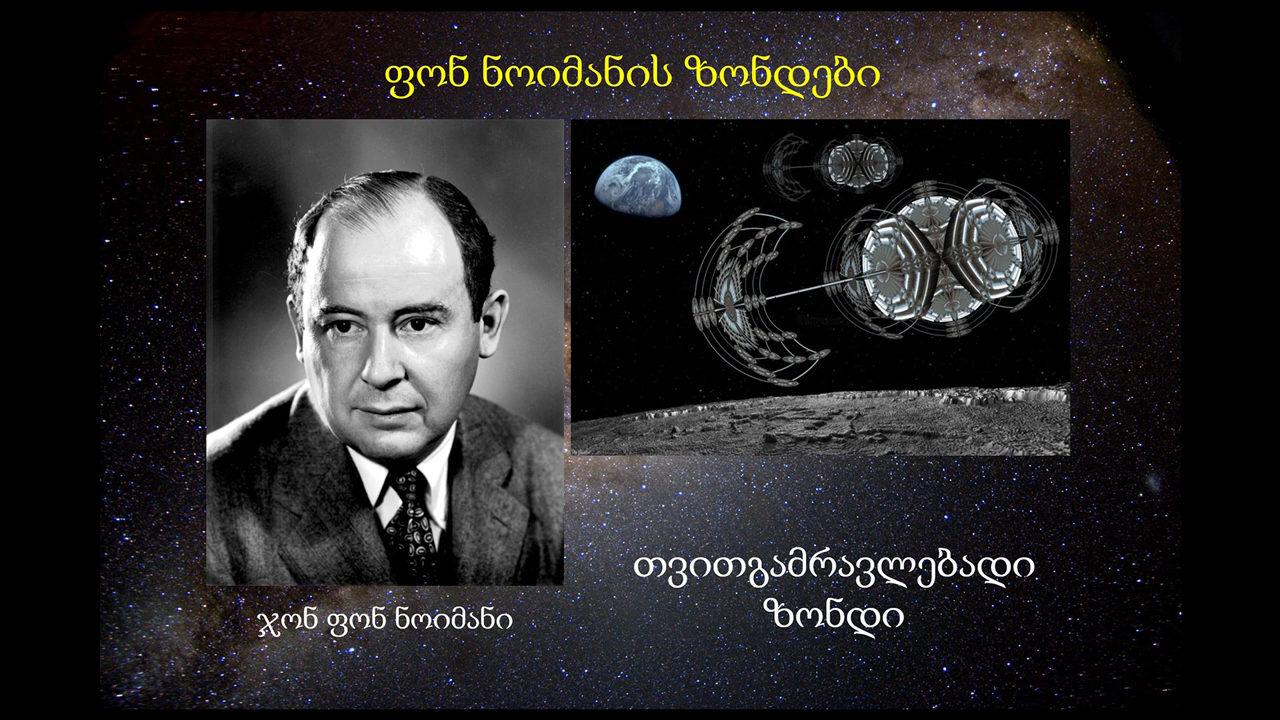 ფონ ნოიმანის ზონდები
ჯონ ფონ ნოიმანი
თვითგამრავლებადი
ზონდი